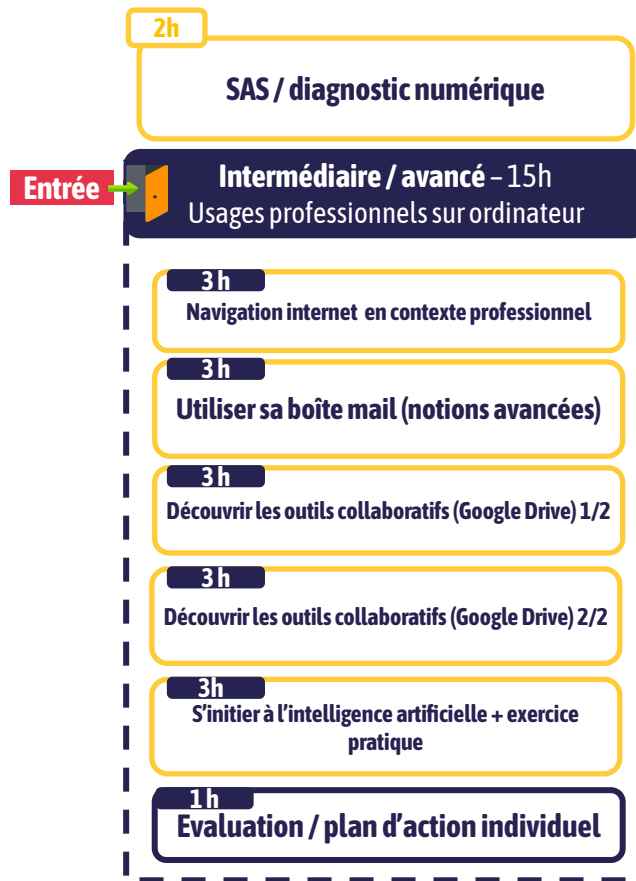 2h
SAS / diagnostic numérique
Entrée
Intermédiaire / avancé – 15h
Usages professionnels sur ordinateur
3 h
Navigation internet en contexte professionnel
3 h
Utiliser sa boîte mail (notions avancées)
3 h
Découvrir les outils collaboratifs (Google Drive) 1/2
3 h
Découvrir les outils collaboratifs (Google Drive) 2/2
3h
S’initier à l’intelligence artificielle + exercice
pratique
1 h
Evaluation / plan d’action individuel